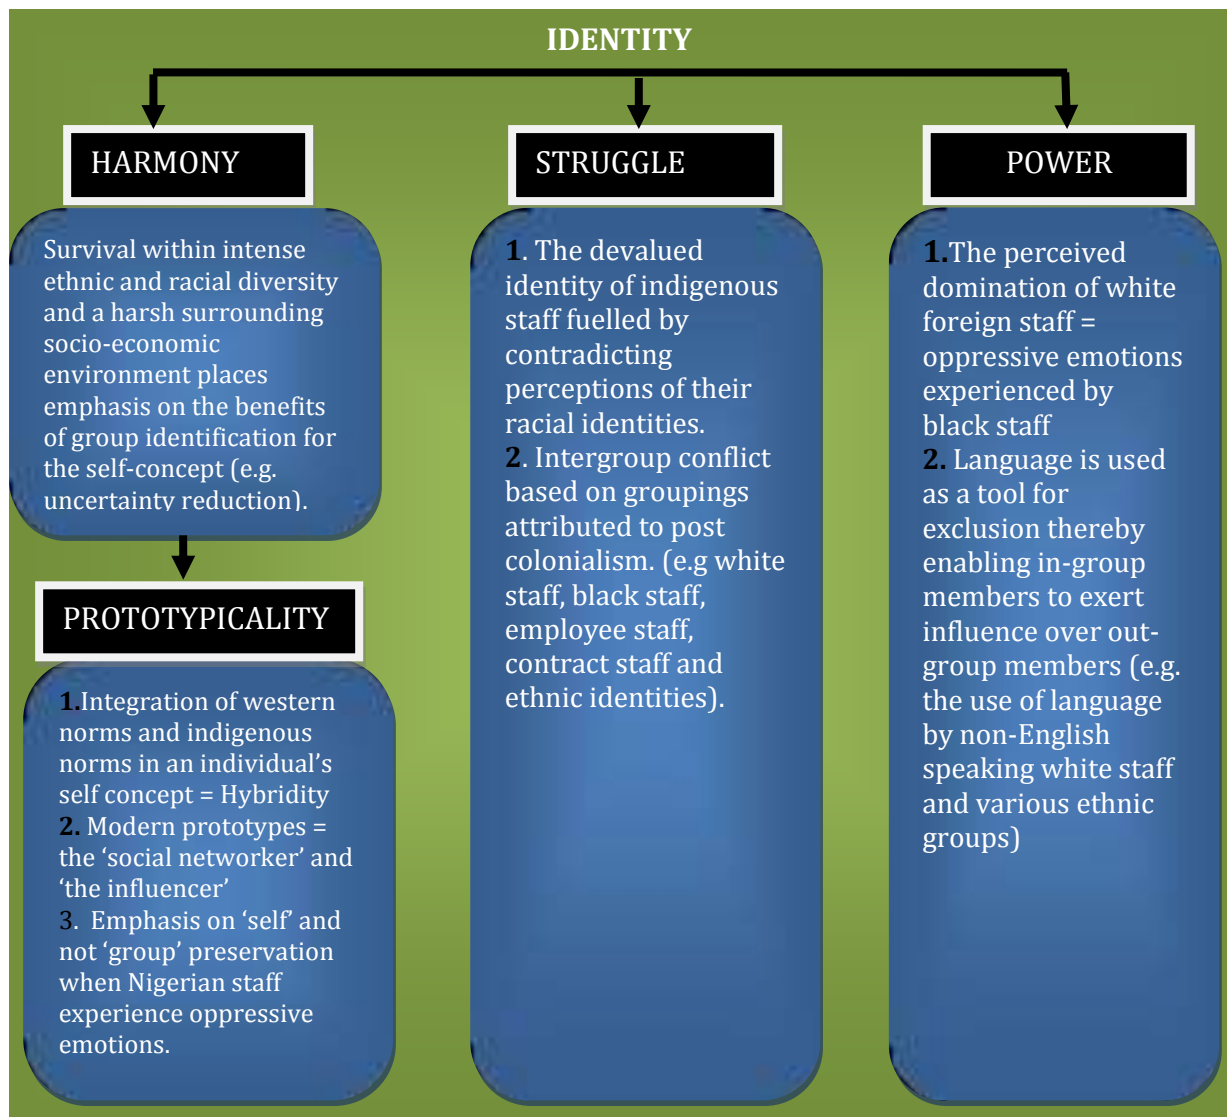 IDENTITY
HARMONY
Survival within intense
ethnic and racial diversity
and a harsh surrounding
socio-economic
environment places
emphasis on the benefits
of group identification for
the self-concept (e.g.
uncertainty reduction).
PROTOTYPICALITY
1.Integration of western
norms and indigenous
norms in an individual’s
self concept = Hybridity
2. Modern prototypes =
the ‘social networker’ and
‘the influencer’
3. Emphasis on ‘self’ and
not ‘group’ preservation
when Nigerian staff
experience oppressive
emotions.
STRUGGLE
1. The devalued
identity of indigenous
staff fuelled by
contradicting
perceptions of their
racial identities.
2. Intergroup conflict
based on groupings
attributed to post
colonialism. (e.g white
staff, black staff,
employee staff,
contract staff and
ethnic identities).
POWER
1.The perceived
domination of white
foreign staff =
oppressive emotions
experienced by
black staff
2. Language is used
as a tool for
exclusion thereby
enabling in-group
members to exert
influence over out-
group members (e.g.
the use of language
by non-English
speaking white staff
and various ethnic
groups)